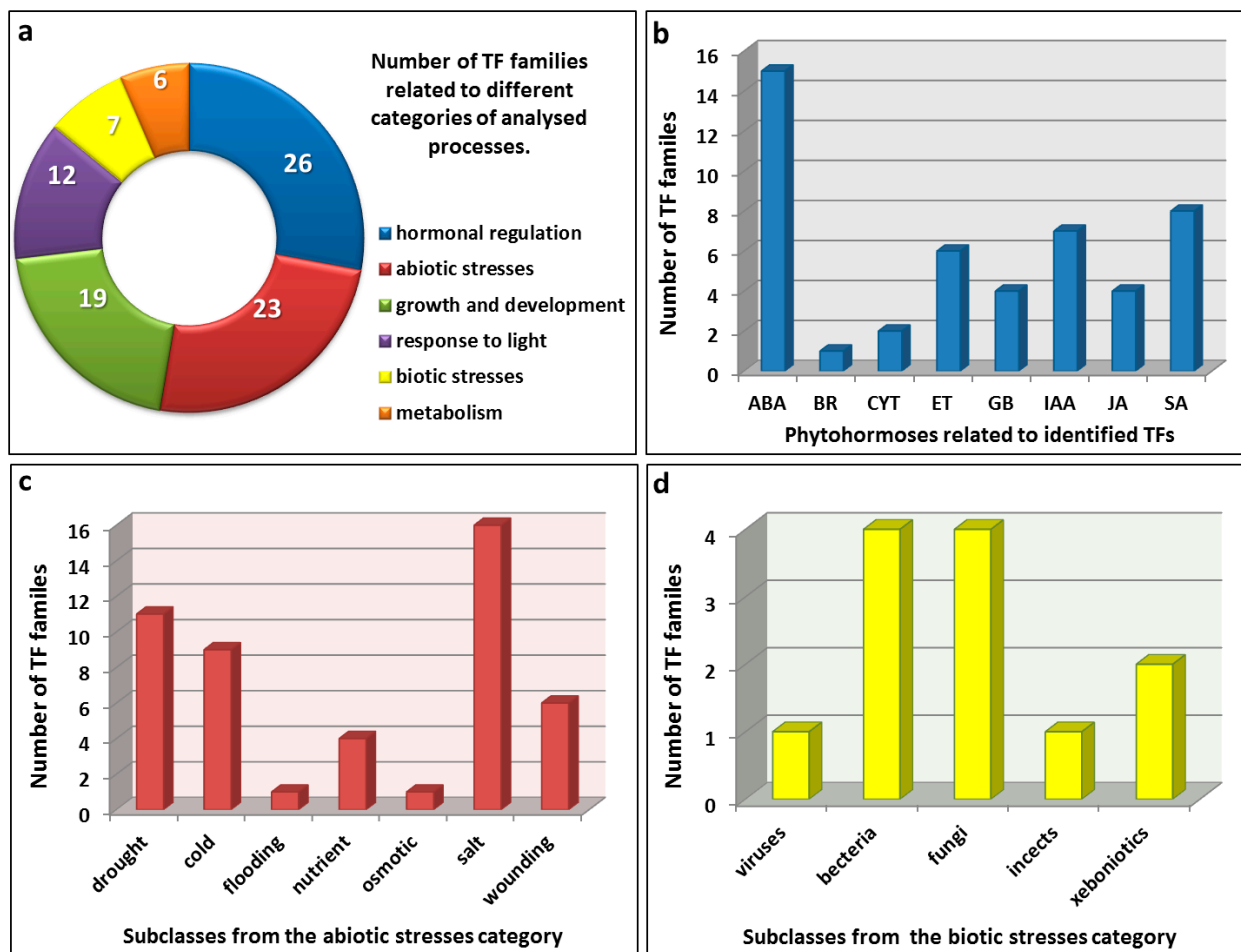 a
Number of TF families
related to different
categories of analysed
processes.
6
7
12
26
19
23
hormonal regulation
abiotic stresses
growth and development
response to light
biotic stresses
metabolism
b
Number of TF familes
16
14
12
10
8
6
4
2
0
ABA BR CYT ET GB IAA JA SA
Phytohormoses related to identified TFs
c
Number of TF familes
16
14
12
10
8
6
4
2
0
drought cold flooding nutrient osmotic salt wounding
Subclasses from the abiotic stresses category
d
Number of TF familes
4
3
2
1
0
viruses becteria fungi incects xeboniotics
Subclasses from the biotic stresses category